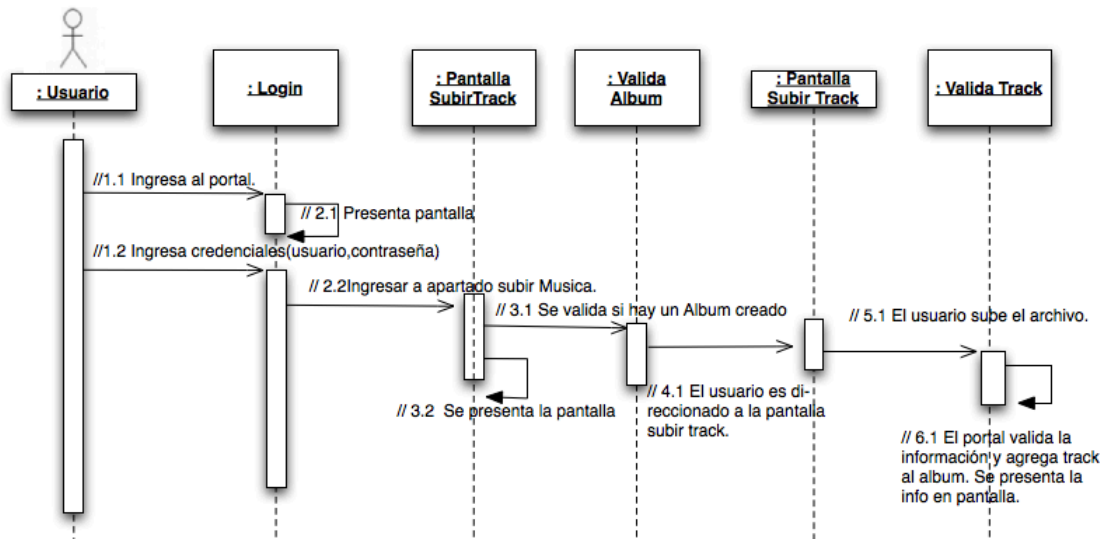 : Usuario
: Login
: Pantalla
SubirTrack
: Valida
Album
: Pantalla
Subir Track
: Valida Track
//1.1 Ingresa al portal.
// 2.1 Presenta pantalla
//1.2 Ingresa credenciales(usuario,contraseña)
// 2.2Ingresar a apartado subir Musica.
// 3.1 Se valida si hay un Album creado
// 5.1 El usuario sube el archivo.
// 3.2 Se presenta la pantalla
// 4.1 El usuario es di-
reccionado a la pantalla
subir track.
// 6.1 El portal valida la
información y agrega track
al album. Se presenta la
info en pantalla.